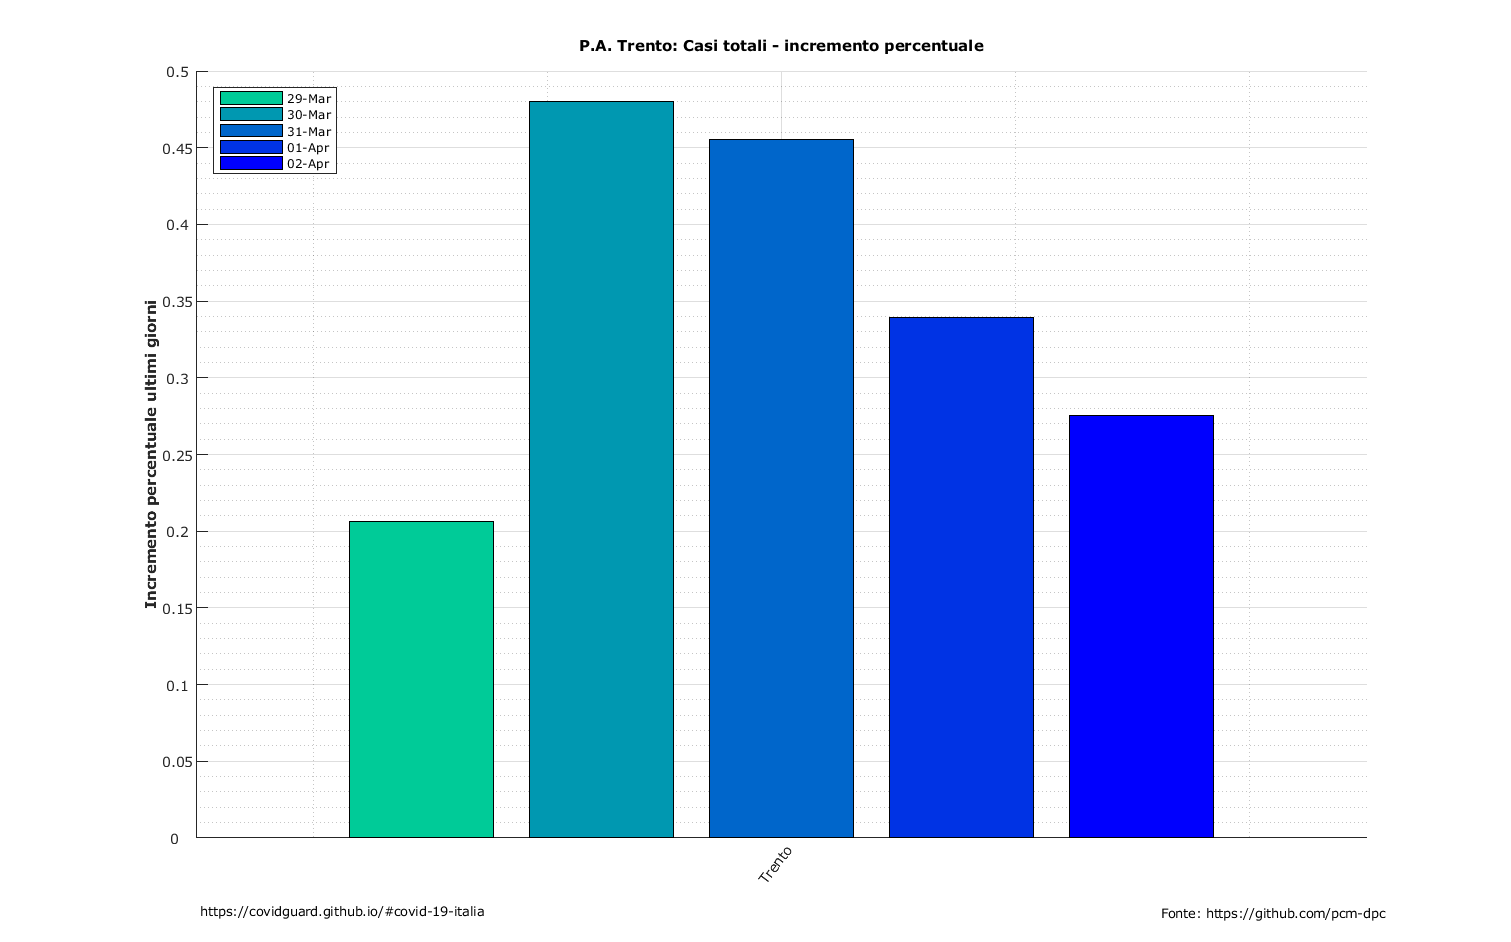 P.A. Trento: Casi totali - incremento percentuale
29-Mar
30-Mar
31-Mar
01-Apr
02-Apr
0.5
0.45
0.4
0.35
0.3
0.25
0.2
0.15
0.1
0.05
0
Incremento percentuale ultimi giorni
Trento
https://covidguard.github.io/#covid-19-italia
Fonte: https://github.com/pcm-dpc